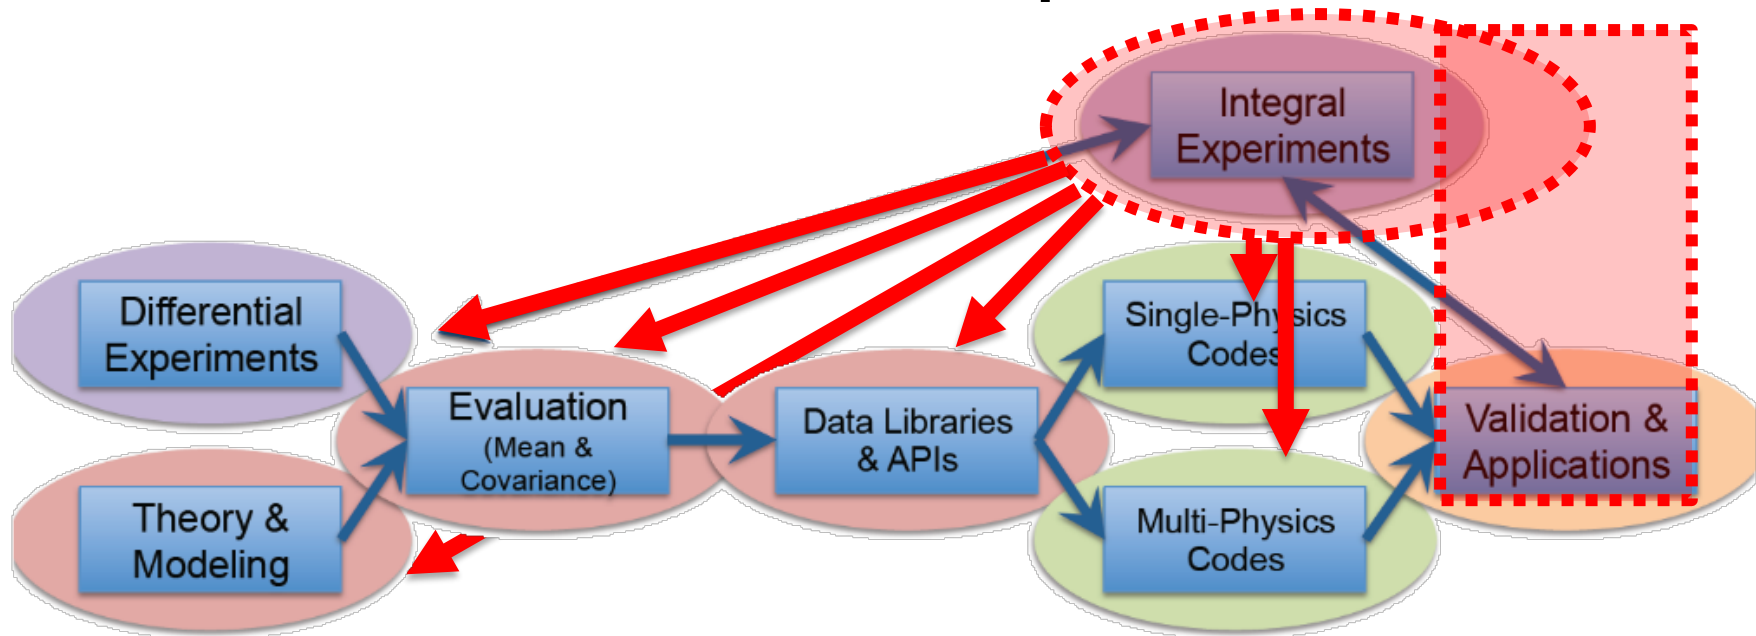 Integral
Experiments
Differential
Experiments
Single-Physics
Codes
Evaluation
(Mean &
Covariance)
Data Libraries
& APIs
Validation &
Applications
Theory &
Modeling
Multi-Physics
Codes